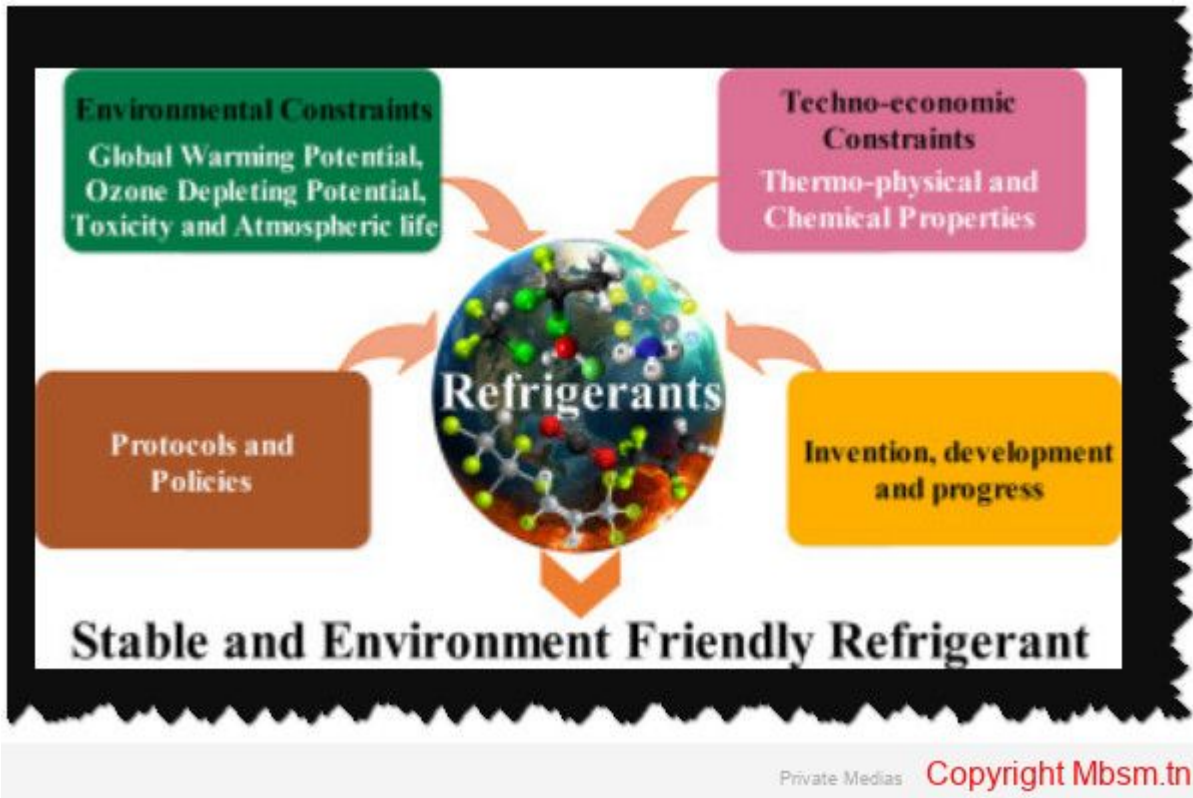 Environmental Constraints
Global Warming Potential,
Ozone Depleting Potential,
Toxicity and Atmospheric life
Techno-economic
Constraints
Thermo-physical and
Chemical Properties
Refrigerants
Protocols and
Policies
Invention, development
and progress
Stable and Environment Friendly Refrigerant
Private Medias Copyright Mbsm.tn